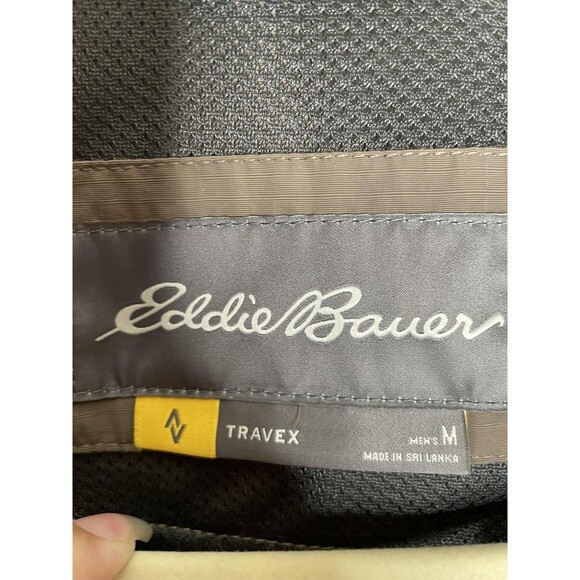 Eddie Bauer
TRAVEX
MEN'S M
MADE IN SRI LANKA